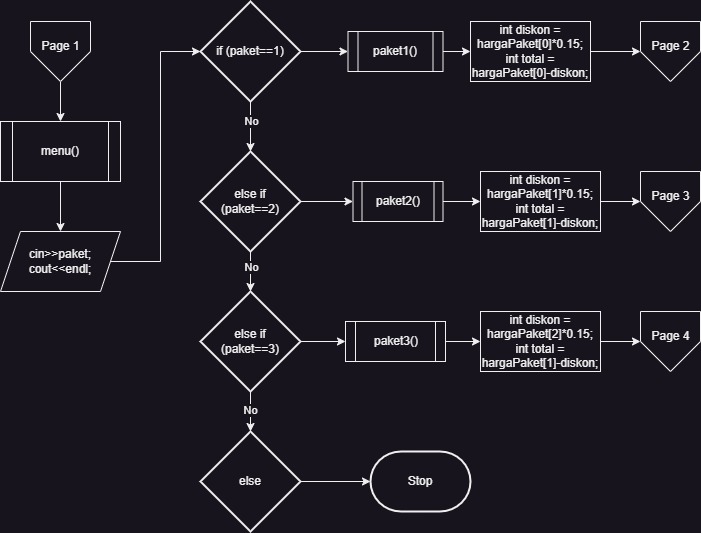 Page 1
menu()
cin>>paket;
cout<<endl;
if (paket==1)
paket1()
int diskon =
hargaPaket[0]*0.15;
int total =
hargaPaket[0]-diskon;
Page 2
No
else if
(paket==2)
paket2()
int diskon =
hargaPaket[1]*0.15;
int total =
hargaPaket[1]-diskon;
Page 3
No
else if
(paket==3)
paket3()
int diskon =
hargaPaket[2]*0.15;
int total =
hargaPaket[1]-diskon;
Page 4
No
else
Stop